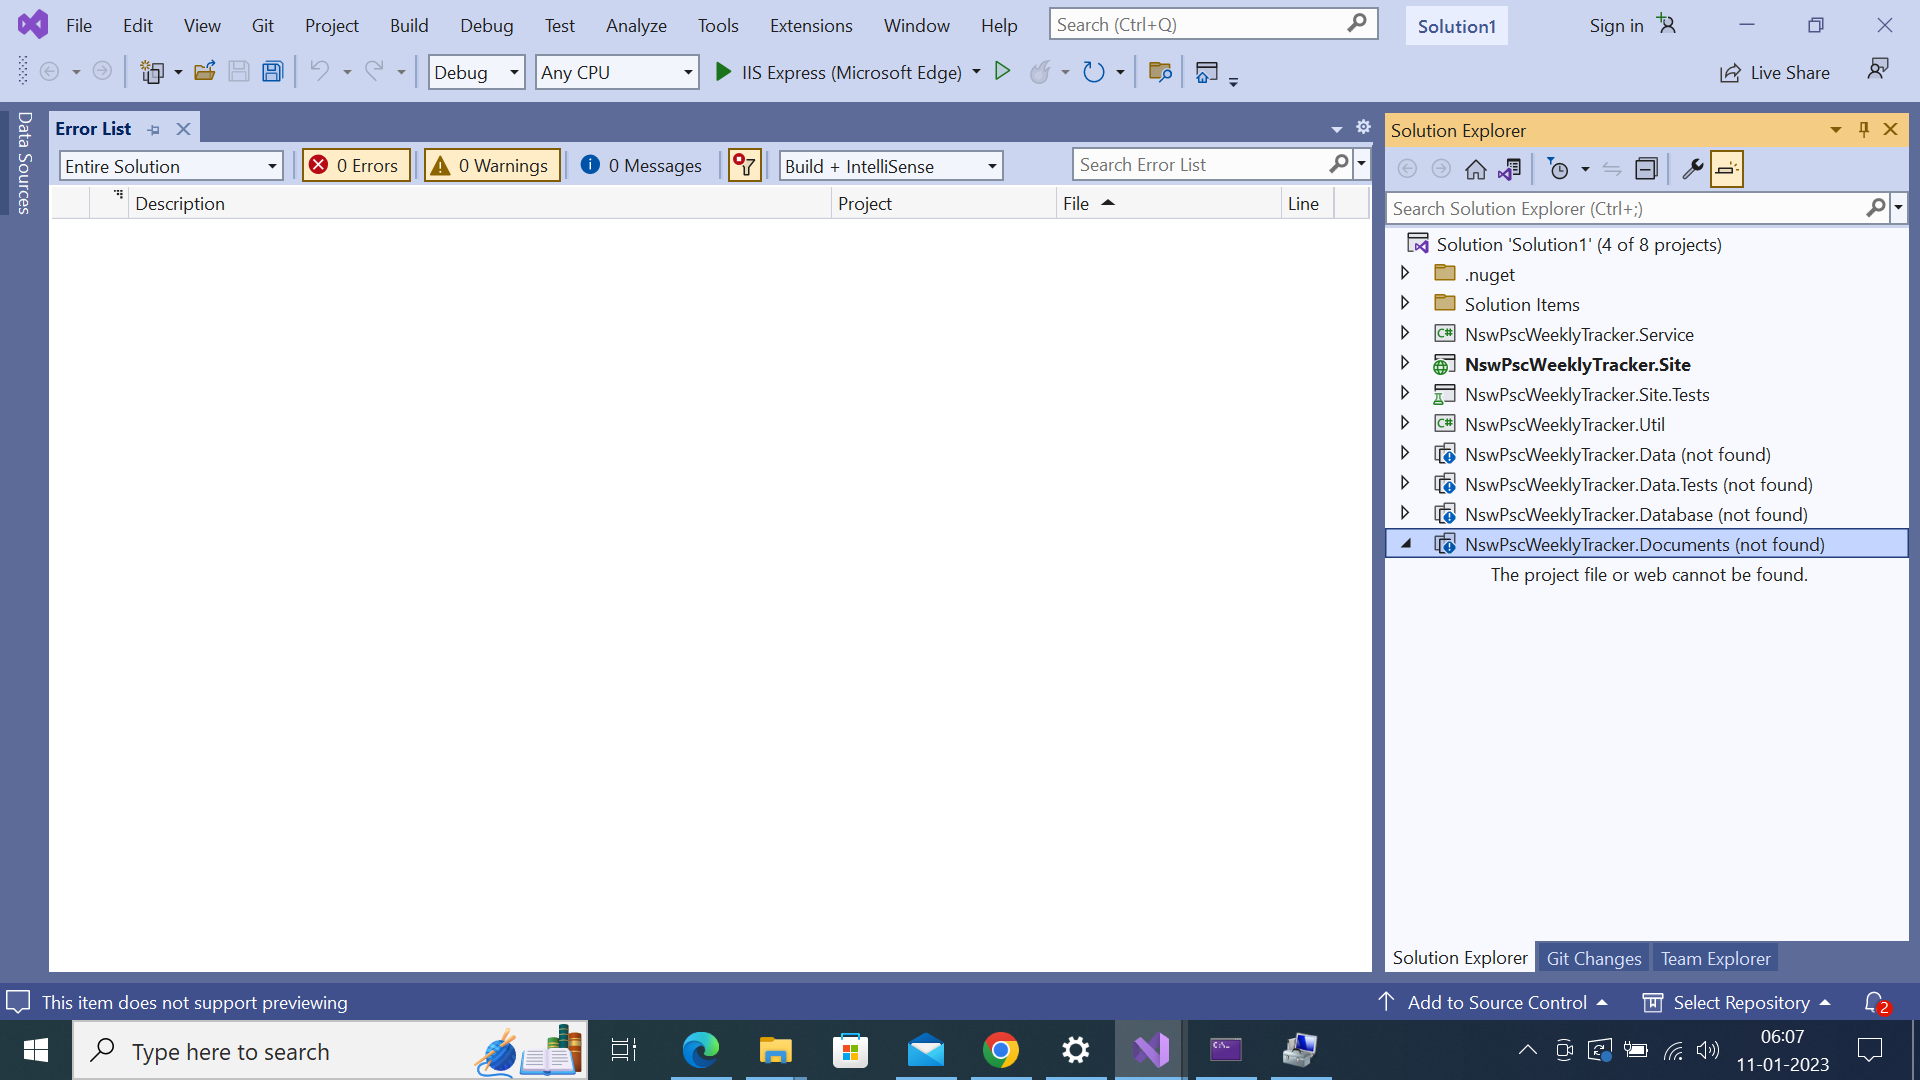 File Edit View Git Project Build Debug Test Analyze Tools Extensions Window Help Search (Ctrl+Q) Solution1 Sign in
Debug Any CPU IIS Express (Microsoft Edge) Live Share
Data Sources
Error List
Entire Solution 0 Errors 0 Warnings 0 Messages Build + IntelliSense Search Error List
Description Project File Line
Solution Explorer
Search Solution Explorer (Ctrl+;)
Solution 'Solution1' (4 of 8 projects)
.nuget
Solution Items
C# NswPscWeeklyTracker.Service
NswPscWeeklyTracker.Site
NswPscWeeklyTracker.Site.Tests
C# NswPscWeeklyTracker.Util
NswPscWeeklyTracker.Data (not found)
NswPscWeeklyTracker.Data.Tests (not found)
NswPscWeeklyTracker.Database (not found)
NswPscWeeklyTracker.Documents (not found)
The project file or web cannot be found.
Solution Explorer Git Changes Team Explorer
This item does not support previewing Add to Source Control Select Repository 2
Type here to search 06:07
11-01-2023